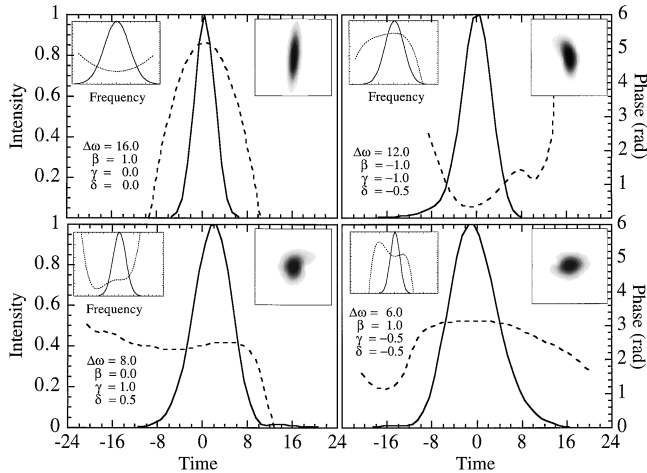 1
0.8
0.6
0.4
0.2
Intensity
Frequency
Δω = 16.0
β = 1.0
γ = 0.0
δ = 0.0
Frequency
Δω = 12.0
β = −1.0
γ = −1.0
δ = −0.5
6
5
4
3
2
1
Phase (rad)
1
0.8
0.6
0.4
0.2
0
Intensity
Frequency
Δω = 8.0
β = 0.0
γ = 1.0
δ = 0.5
Frequency
Δω = 6.0
β = 1.0
γ = −0.5
δ = −0.5
6
5
4
3
2
1
0
Phase (rad)
-24 -16 -8 0 8 16 -24 -16 -8 0 8 16 24
Time Time